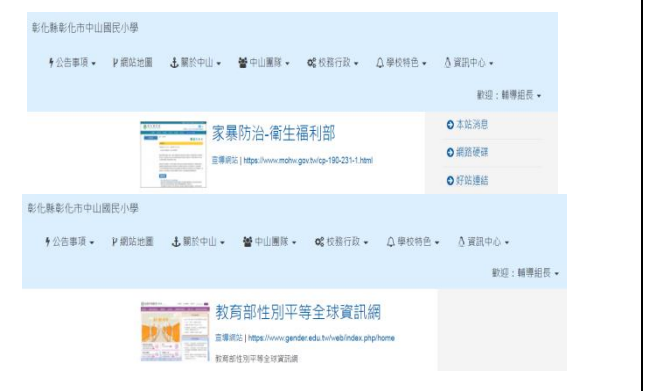 彰化縣彰化市中山國民小學
公告事項 網站地圖 關於中山 中山團隊 校務行政 學校特色 資訊中心
歡迎：輔導組長
家暴防治-衛生福利部
宣導網站 | https://www.mohw.gov.tw/cp-190-231-1.html
本站消息
網路硬碟
好站連結
彰化縣彰化市中山國民小學
公告事項 網站地圖 關於中山 中山團隊 校務行政 學校特色 資訊中心
歡迎：輔導組長
教育部性別平等全球資訊網
宣導網站 | https://www.gender.edu.tw/web/index.php/home
教育部性別平等全球資訊網